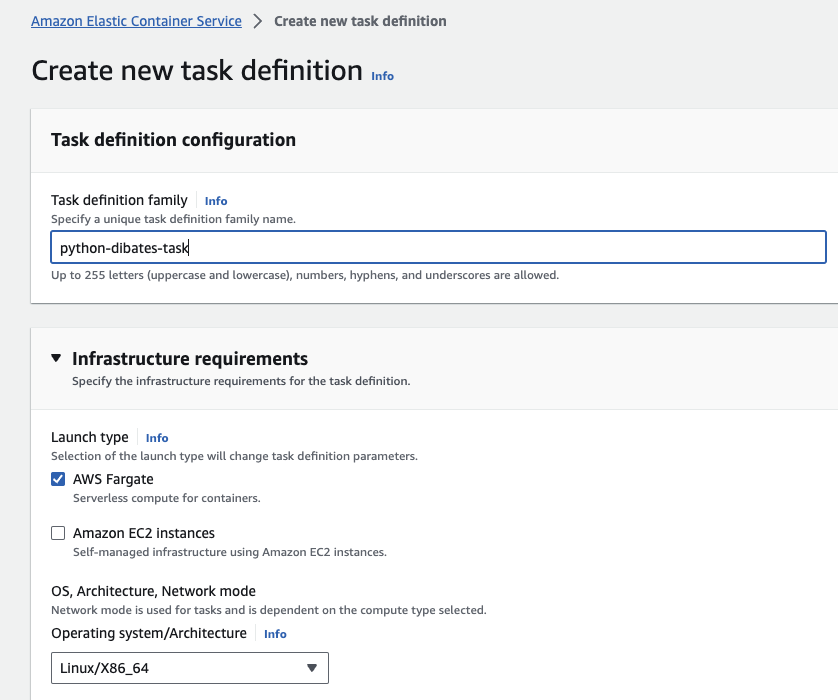 Amazon Elastic Container Service > Create new task definition
Create new task definition Info
Task definition configuration
Task definition family Info
Specify a unique task definition family name.
python-dibates-task
Up to 255 letters (uppercase and lowercase), numbers, hyphens, and underscores are allowed.
Infrastructure requirements
Specify the infrastructure requirements for the task definition.
Launch type Info
Selection of the launch type will change task definition parameters.
AWS Fargate
Serverless compute for containers.
Amazon EC2 instances
Self-managed infrastructure using Amazon EC2 instances.
OS, Architecture, Network mode
Network mode is used for tasks and is dependent on the compute type selected.
Operating system/Architecture Info
Linux/X86_64